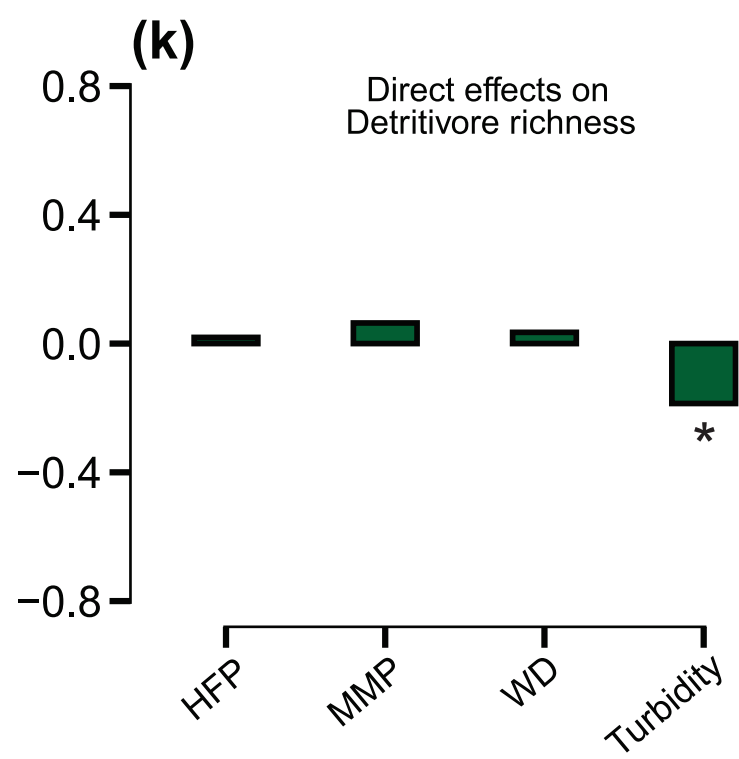 (k)
Direct effects on
Detritivore richness
0.8
0.4
0.0
−0.4
−0.8
*
HFP
MMP
WD
Turbidity